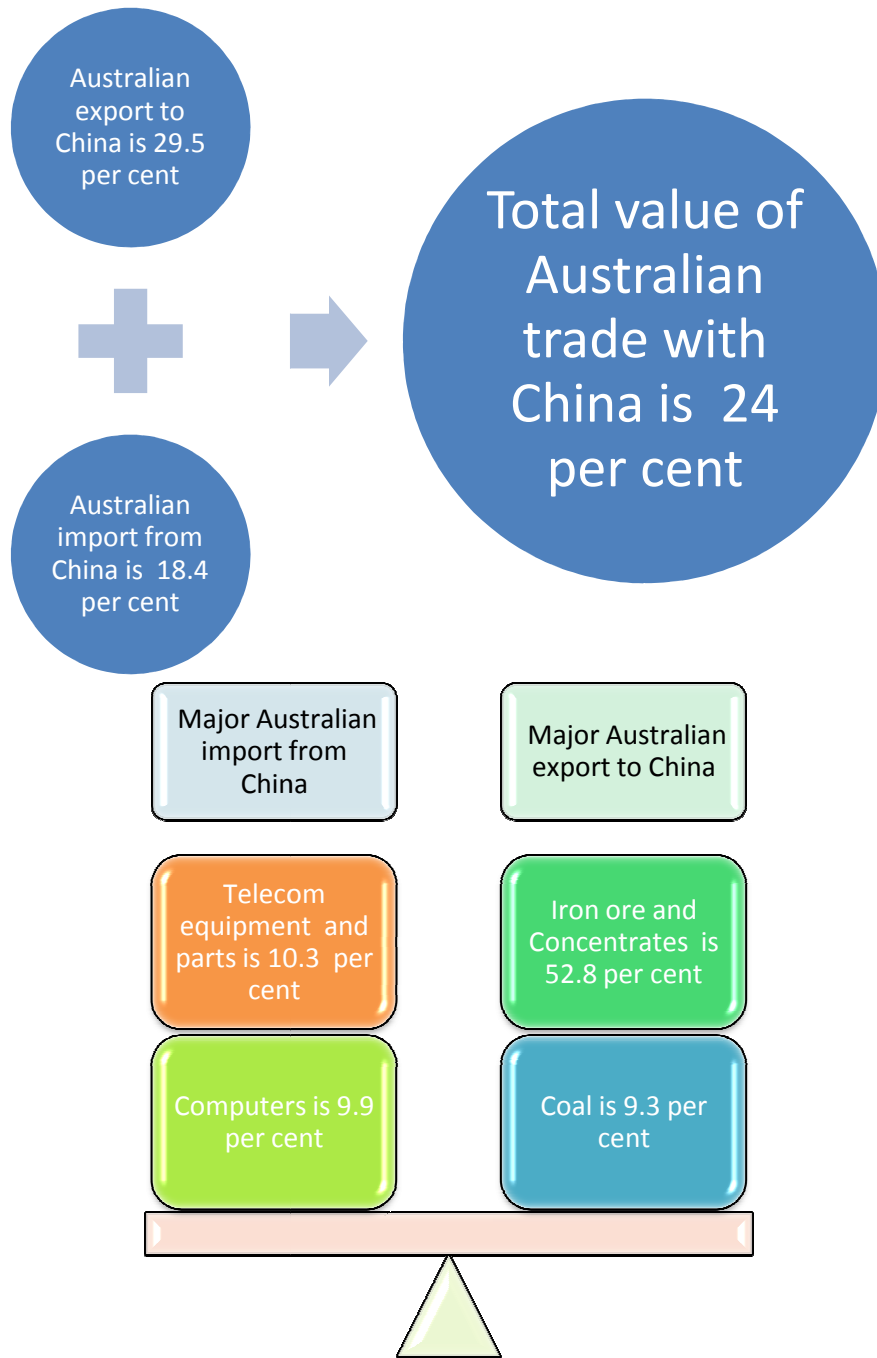 Australian
export to
China is 29.5
per cent
Total value of
Australian
trade with
China is  24
per cent
Australian
import from
China is  18.4
per cent
Major Australian
import from
China
Major Australian
export to China
Telecom
equipment  and
parts is 10.3  per
cent
Iron ore and
Concentrates  is
52.8 per cent
Computers is 9.9
per cent
Coal is 9.3 per
cent